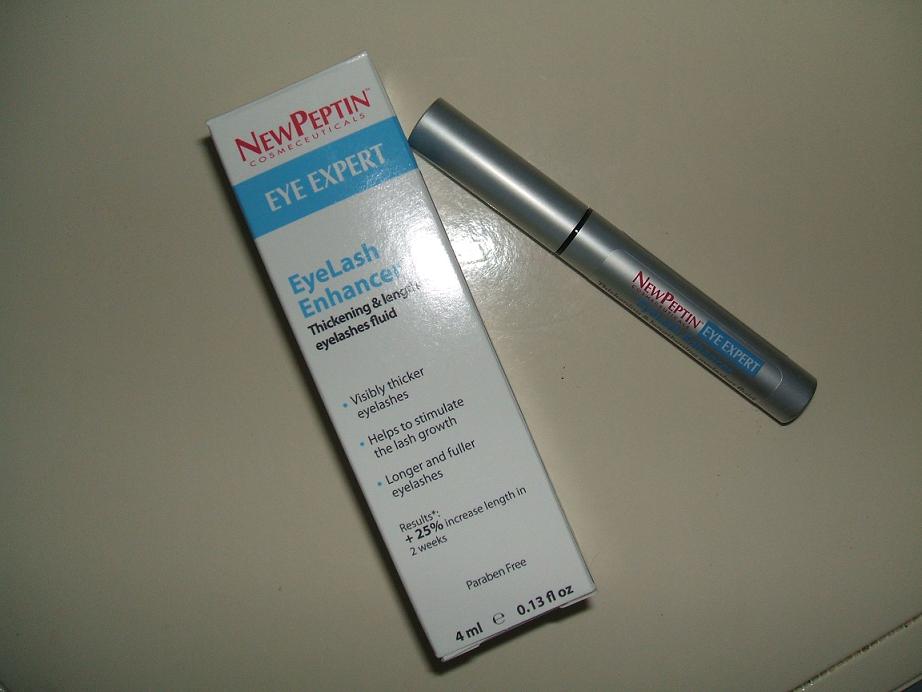 NEWPEPTIN™
COSMECEUTICALS
EYE EXPERT
EyeLash
Enhancer
Thickening &
eyelashes fluid
• Visibly thicker
eyelashes
• Helps to stimulate
the lash growth
• Longer and fuller
eyelashes
Results*:
+ 25% increase length in
2 weeks
Paraben Free
4 ml ℮ 0.13 fl oz
NEWPEPTIN™
EYE EXPERT